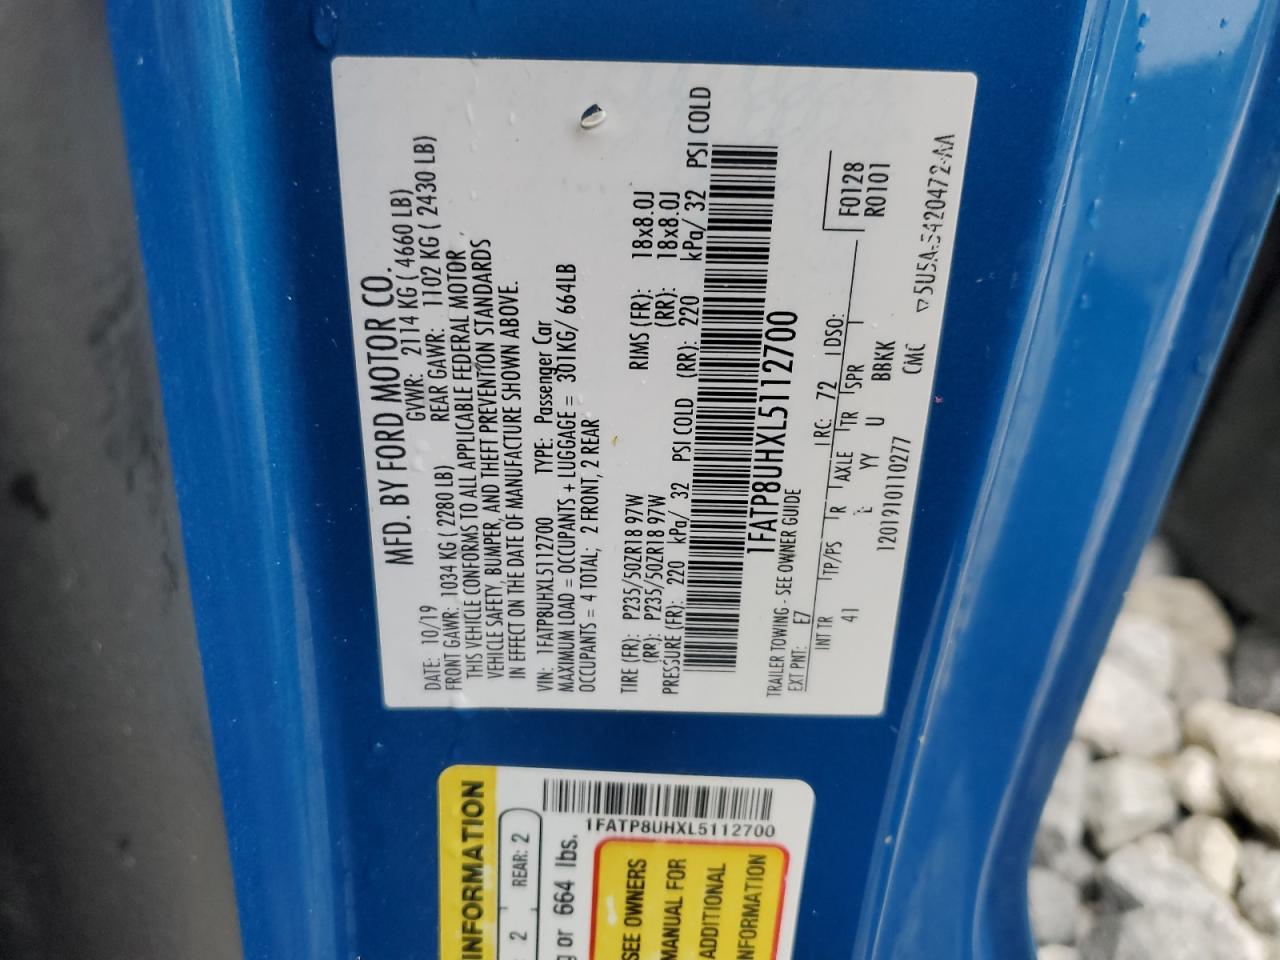 MFD. BY FORD MOTOR CO.
DATE: 10/19 GVWR: 2114 KG ( 4660 LB)
FRONT GAWR: 1034 KG ( 2280 LB) REAR GAWR: 1102 KG ( 2430 LB)
THIS VEHICLE CONFORMS TO ALL APPLICABLE FEDERAL MOTOR
VEHICLE SAFETY, BUMPER, AND THEFT PREVENTION STANDARDS
IN EFFECT ON THE DATE OF MANUFACTURE SHOWN ABOVE.
VIN: 1FATP8UHXL5112700 TYPE: Passenger Car
MAXIMUM LOAD = OCCUPANTS + LUGGAGE = 301KG/ 664LB
OCCUPANTS = 4 TOTAL; 2 FRONT, 2 REAR
TIRE (FR): P235/50ZR18 97W RIMS (FR): 18x8.0J
(RR): P235/50ZR18 97W (RR): 18x8.0J
PRESSURE (FR): 220 kPa/ 32 PSI COLD (RR): 220 kPa/ 32 PSI COLD
1FATP8UHXL5112700
TRAILER TOWING - SEE OWNER GUIDE
EXT PNT: E7 RC: 72 DSO:
F0128
R0101
INT TR TP/PS R AXLE TR SPR
41 YY U BBKK
1201910110277 CMC
5U5A-5420472-AA
INFORMATION
2 REAR: 2
or 664 lbs.
1FATP8UHXL5112700
SEE OWNERS
MANUAL FOR
ADDITIONAL
INFORMATION